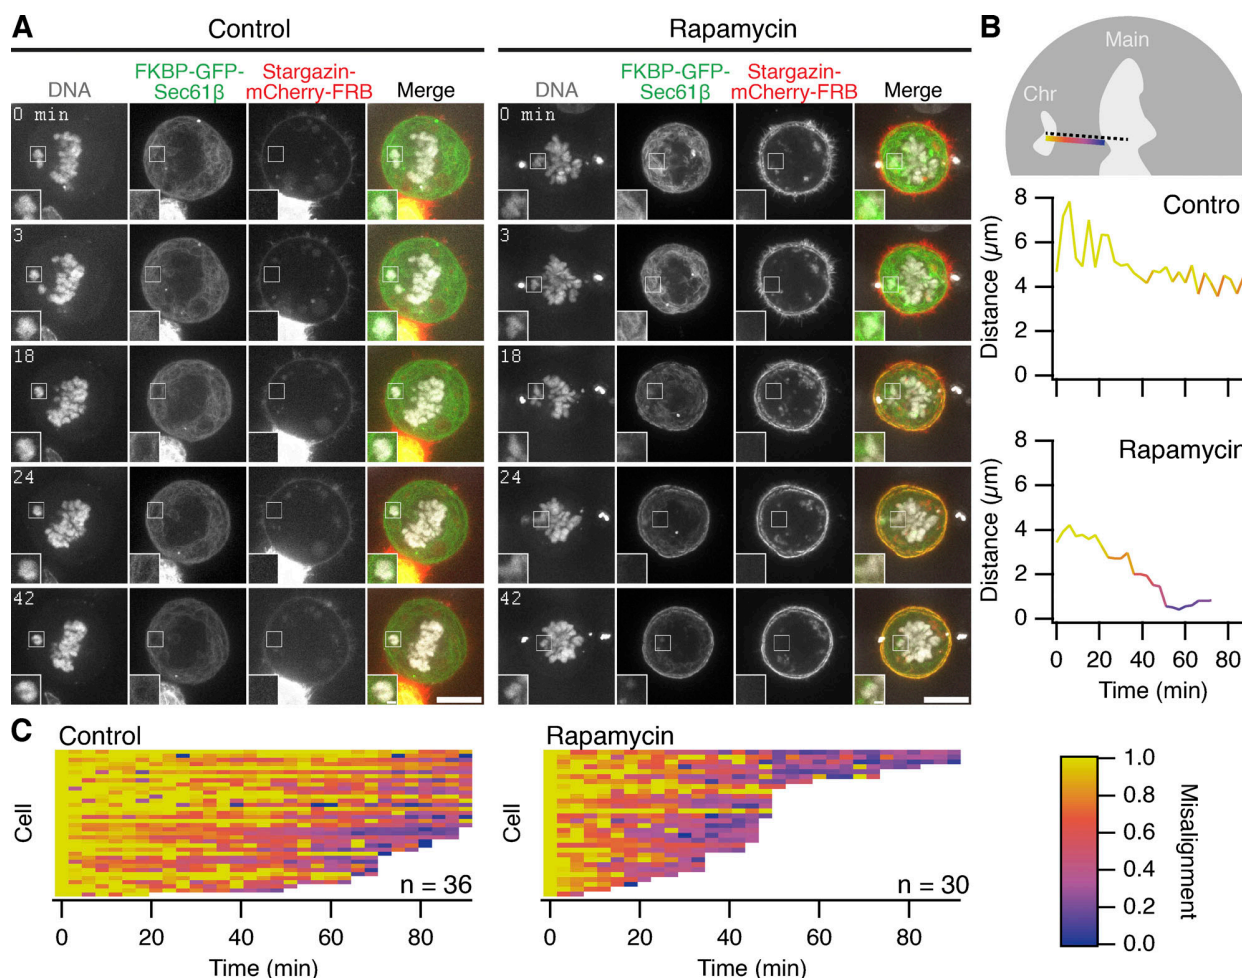 A
Control
Rapamycin
DNA
FKBP-GFP-
Sec61β
Stargazin-
mCherry-FRB
Merge
DNA
FKBP-GFP-
Sec61β
Stargazin-
mCherry-FRB
Merge
0 min
3
18
24
42
0 min
3
18
24
42
B
Main
Chr
Contro
Distance (μm)
8
6
4
2
0
Rapamycin
Distance (μm)
8
6
4
2
0
0 20 40 60 80
Time (min)
C
Control
Cell
n = 36
0 20 40 60 80
Time (min)
Rapamycin
Cell
n = 30
0 20 40 60 80
Time (min)
1.0
0.8
0.6
0.4
0.2
0.0
Misalignment